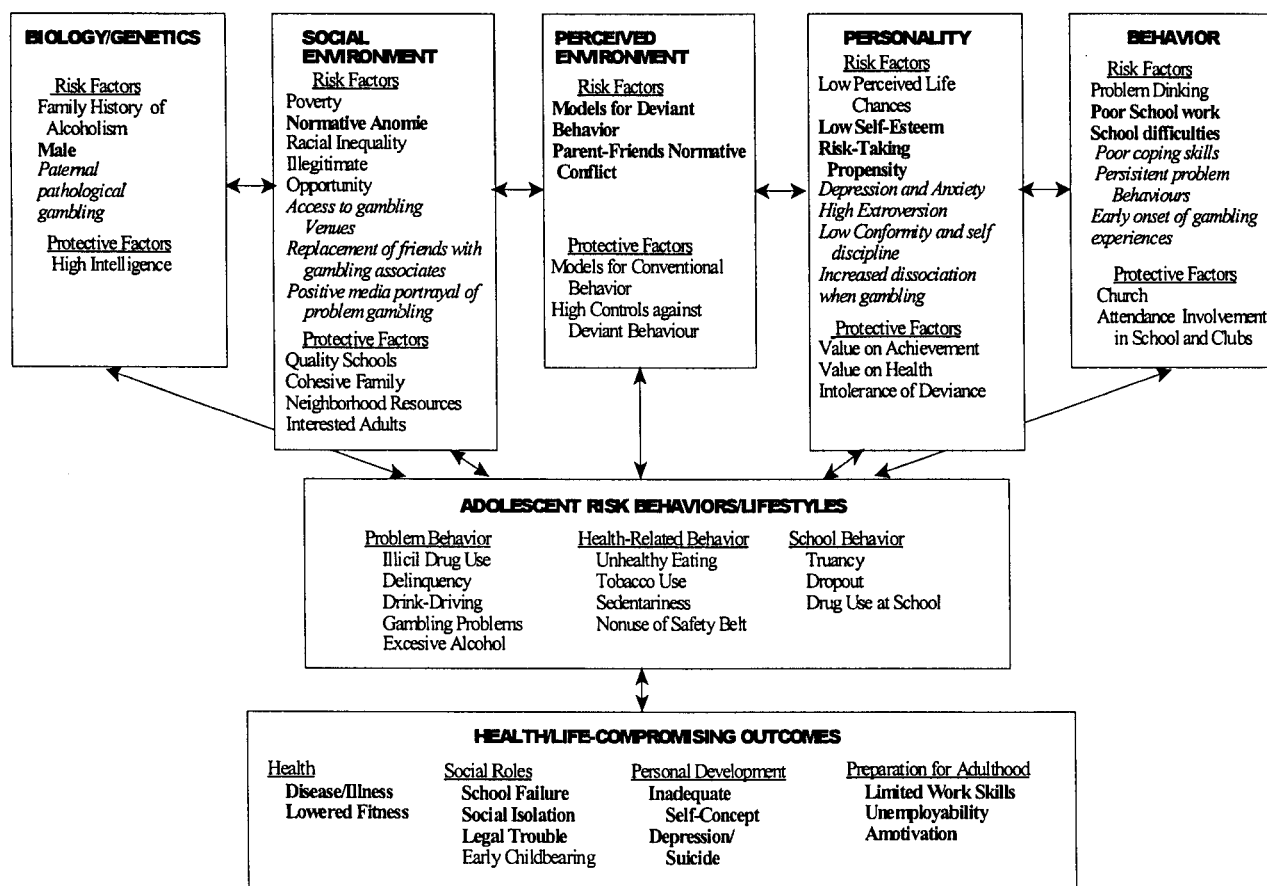 BIOLOGY/GENETICS
Risk Factors
Family History of
Alcoholism
Male
Paternal
pathological
gambling
Protective Factors
High Intelligence
SOCIAL
ENVIRONMENT
Risk Factors
Poverty
Normative Anomie
Racial Inequality
Illegitimate
Opportunity
Access to gambling
Venues
Replacement of friends with
gambling associates
Positive media portrayal of
problem gambling
Protective Factors
Quality Schools
Cohesive Family
Neighborhood Resources
Interested Adults
PERCEIVED
ENVIRONMENT
Risk Factors
Models for Deviant
Behavior
Parent-Friends Normative
Conflict
Protective Factors
Models for Conventional
Behavior
High Controls against
Deviant Behaviour
PERSONALITY
Risk Factors
Low Perceived Life
Chances
Low Self-Esteem
Risk-Taking
Propensity
Depression and Anxiety
High Extroversion
Low Conformity and self
discipline
Increased dissociation
when gambling
Protective Factors
Value on Achievement
Value on Health
Intolerance of Deviance
BEHAVIOR
Risk Factors
Problem Dinking
Poor School work
School difficulties
Poor coping skills
Persisitent problem
Behaviours
Early onset of gambling
experiences
Protective Factors
Church
Attendance Involvement
in School and Clubs
ADOLESCENT RISK BEHAVIORS/LIFESTYLES
Problem Behavior
Illicil Drug Use
Delinquency
Drink-Driving
Gambling Problems
Excesive Alcohol
Health-Related Behavior
Unhealthy Eating
Tobacco Use
Sedentariness
Nonuse of Safety Belt
School Behavior
Truancy
Dropout
Drug Use at School
HEALTH/LIFE-COMPROMISING OUTCOMES
Health
Disease/Illness
Lowered Fitness
Social Roles
School Failure
Social Isolation
Legal Trouble
Early Childbearing
Personal Development
Inadequate
Self-Concept
Depression/
Suicide
Preparation for Adulthood
Limited Work Skills
Unemployability
Amotivation